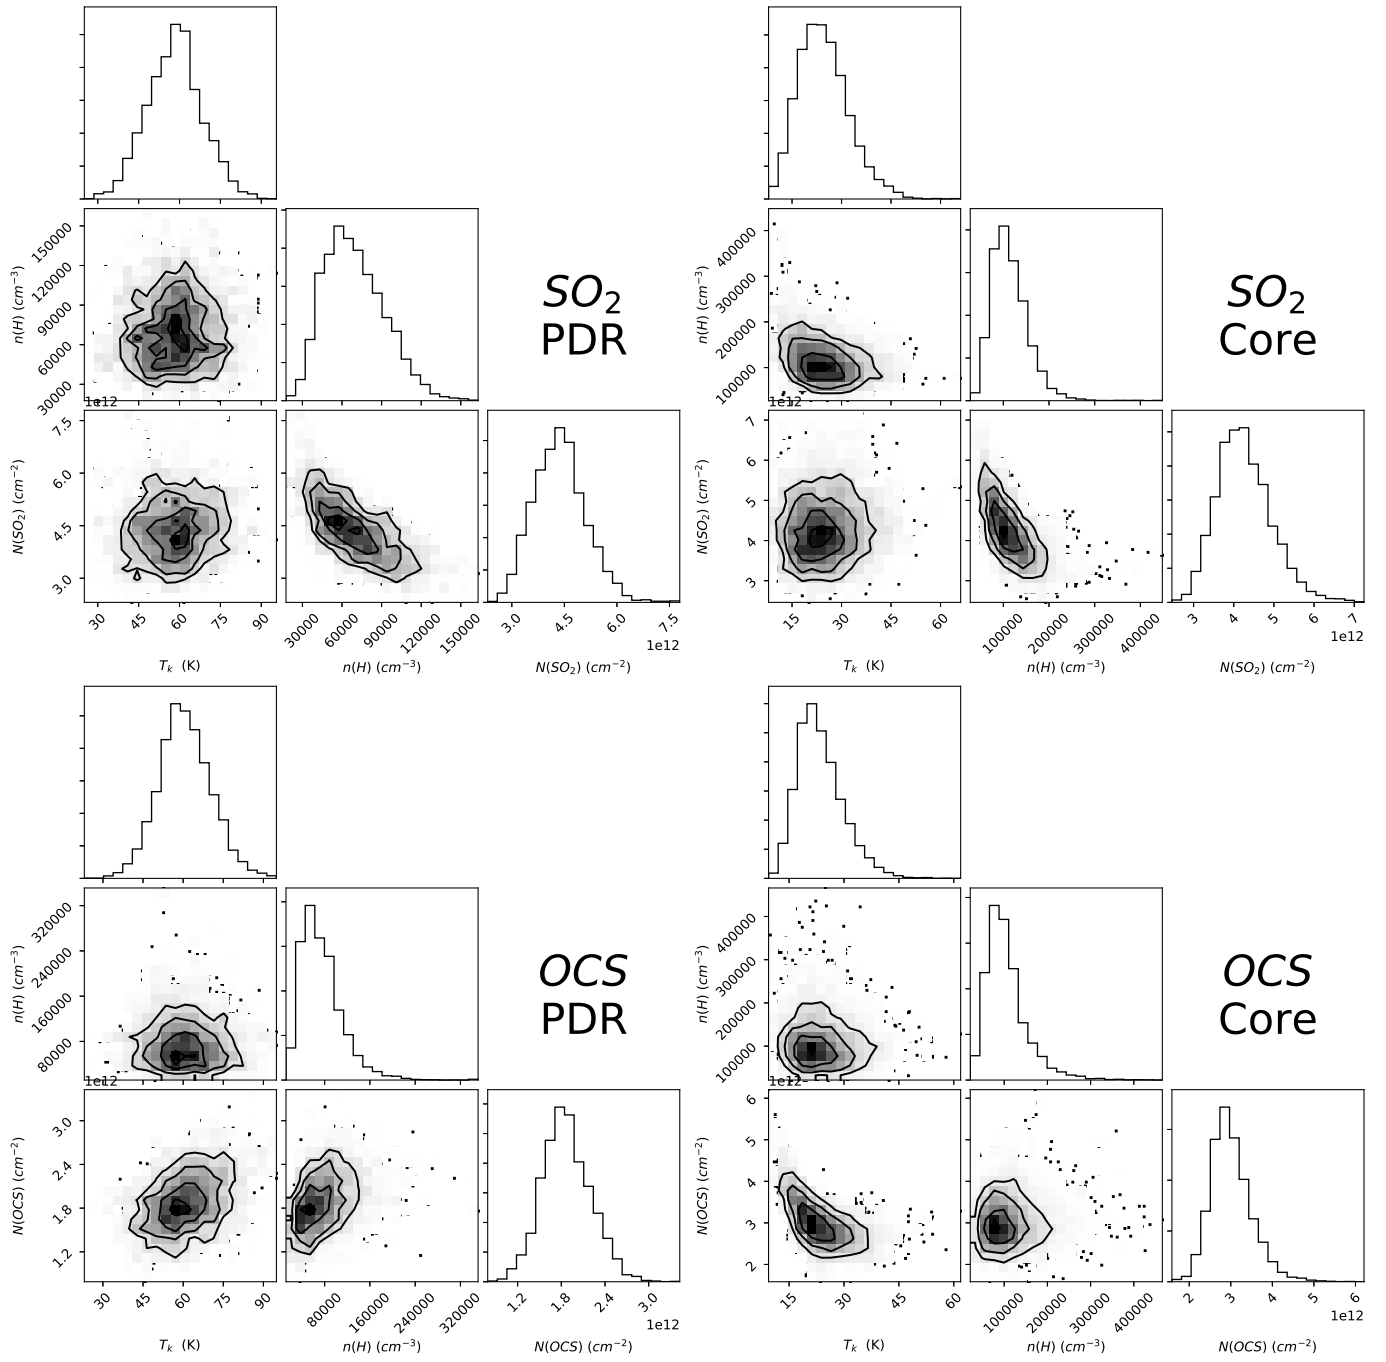 150000
120000
90000
60000
30000
n(H) (cm⁻³)
SO₂
PDR
400000
300000
200000
100000
n(H) (cm⁻³)
SO₂
Core
1e12
7.5
6.0
4.5
3.0
N(SO₂) (cm⁻²)
30 45 60 75 90
T_k (K)
30000 60000 90000 120000 150000
n(H) (cm⁻³)
3.0 4.5 6.0 7.5
1e12
N(SO₂) (cm⁻²)
1e12
7
6
5
4
3
N(SO₂) (cm⁻²)
15 30 45 60
T_k (K)
100000 200000 300000 400000
n(H) (cm⁻³)
3 4 5 6 7
1e12
N(SO₂) (cm⁻²)
320000
240000
160000
80000
n(H) (cm⁻³)
OCS
PDR
400000
300000
200000
100000
n(H) (cm⁻³)
OCS
Core
1e12
3.0
2.4
1.8
1.2
N(OCS) (cm⁻²)
30 45 60 75 90
T_k (K)
80000 160000 240000 320000
n(H) (cm⁻³)
1.2 1.8 2.4 3.0
1e12
N(OCS) (cm⁻²)
1e12
6
5
4
3
2
N(OCS) (cm⁻²)
15 30 45 60
T_k (K)
100000 200000 300000 400000
n(H) (cm⁻³)
2 3 4 5 6
1e12
N(OCS) (cm⁻²)